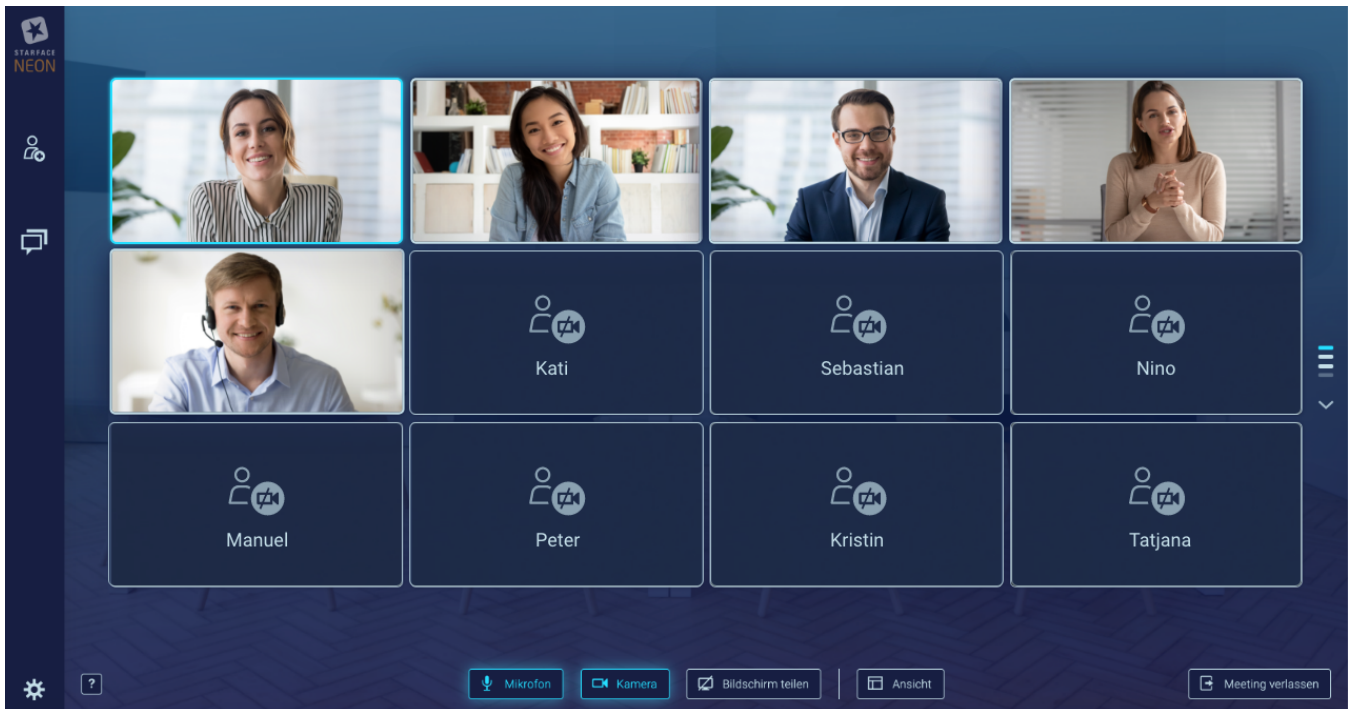 STARFACE
NEON
Kati
Sebastian
Nino
Manuel
Peter
Kristin
Tatjana
?
Mikrofon
Kamera
Bildschirm teilen
Ansicht
Meeting verlassen